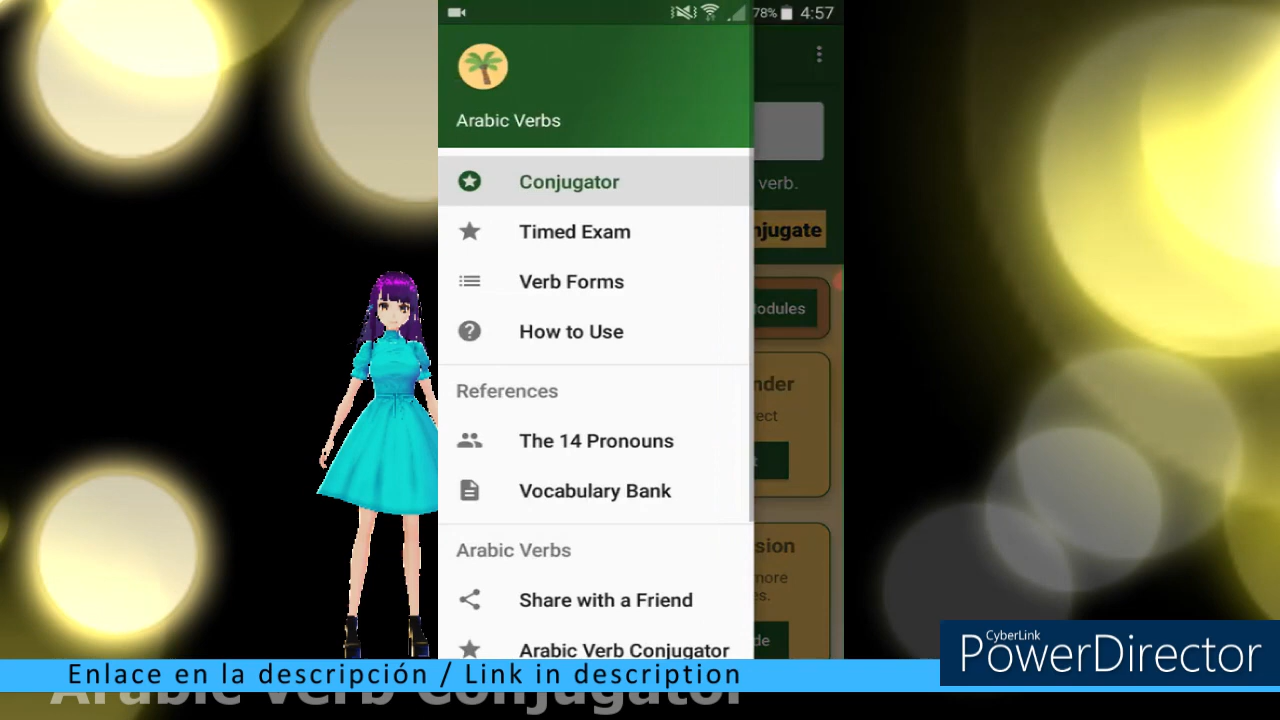 78% 4:57
Arabic Verbs
Conjugator
verb.
Timed Exam
njugate
Verb Forms
odules
How to Use
References
nder
ect
The 14 Pronouns
Vocabulary Bank
Arabic Verbs
sion
more
es.
Share with a Friend
de
Arabic Verb Conjugator
CyberLink
PowerDirector
Enlace en la descripción / Link in description
Arabic Verb Conjugator